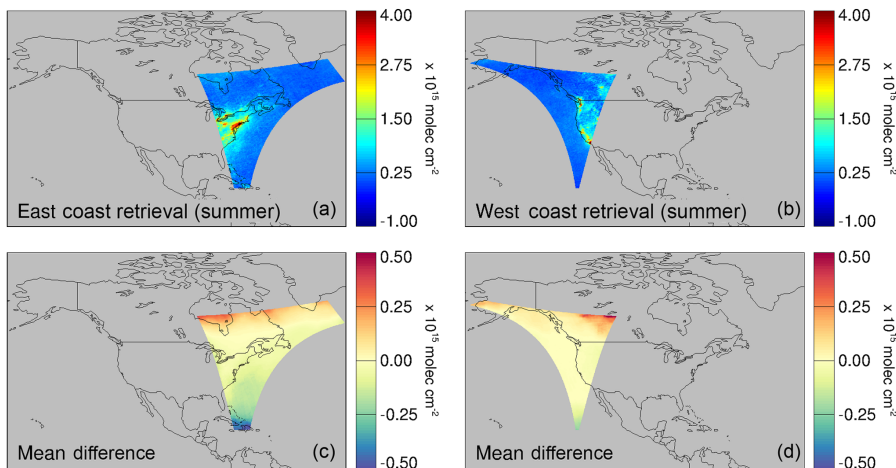 4.00
2.75
1.50
0.25
-1.00
x 10¹⁵ molec cm⁻²
East coast retrieval (summer)
(a)
4.00
2.75
1.50
0.25
-1.00
x 10¹⁵ molec cm⁻²
West coast retrieval (summer)
(b)
0.50
0.25
0.00
-0.25
-0.50
x 10¹⁵ molec cm⁻²
Mean difference
(c)
0.50
0.25
0.00
-0.25
-0.50
x 10¹⁵ molec cm⁻²
Mean difference
(d)